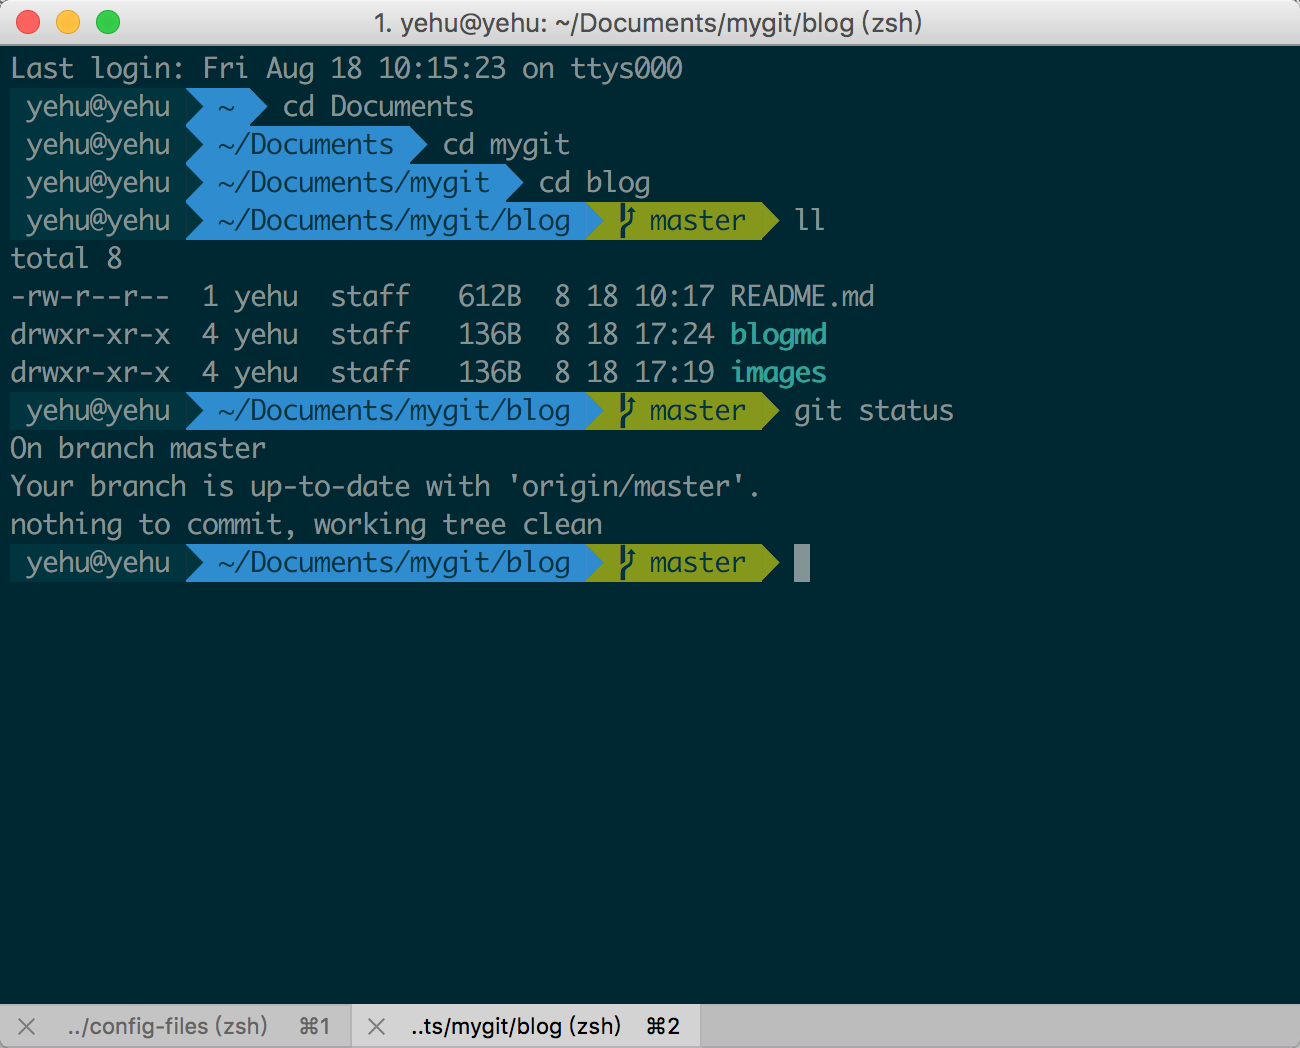 1. yehu@yehu: ~/Documents/mygit/blog (zsh)
Last login: Fri Aug 18 10:15:23 on ttys000
yehu@yehu ~ cd Documents
yehu@yehu ~/Documents cd mygit
yehu@yehu ~/Documents/mygit cd blog
yehu@yehu ~/Documents/mygit/blog master ll
total 8
-rw-r--r-- 1 yehu staff 612B 8 18 10:17 README.md
drwxr-xr-x 4 yehu staff 136B 8 18 17:24 blogmd
drwxr-xr-x 4 yehu staff 136B 8 18 17:19 images
yehu@yehu ~/Documents/mygit/blog master git status
On branch master
Your branch is up-to-date with 'origin/master'.
nothing to commit, working tree clean
yehu@yehu ~/Documents/mygit/blog master
../config-files (zsh) ⌘1 ..ts/mygit/blog (zsh) ⌘2